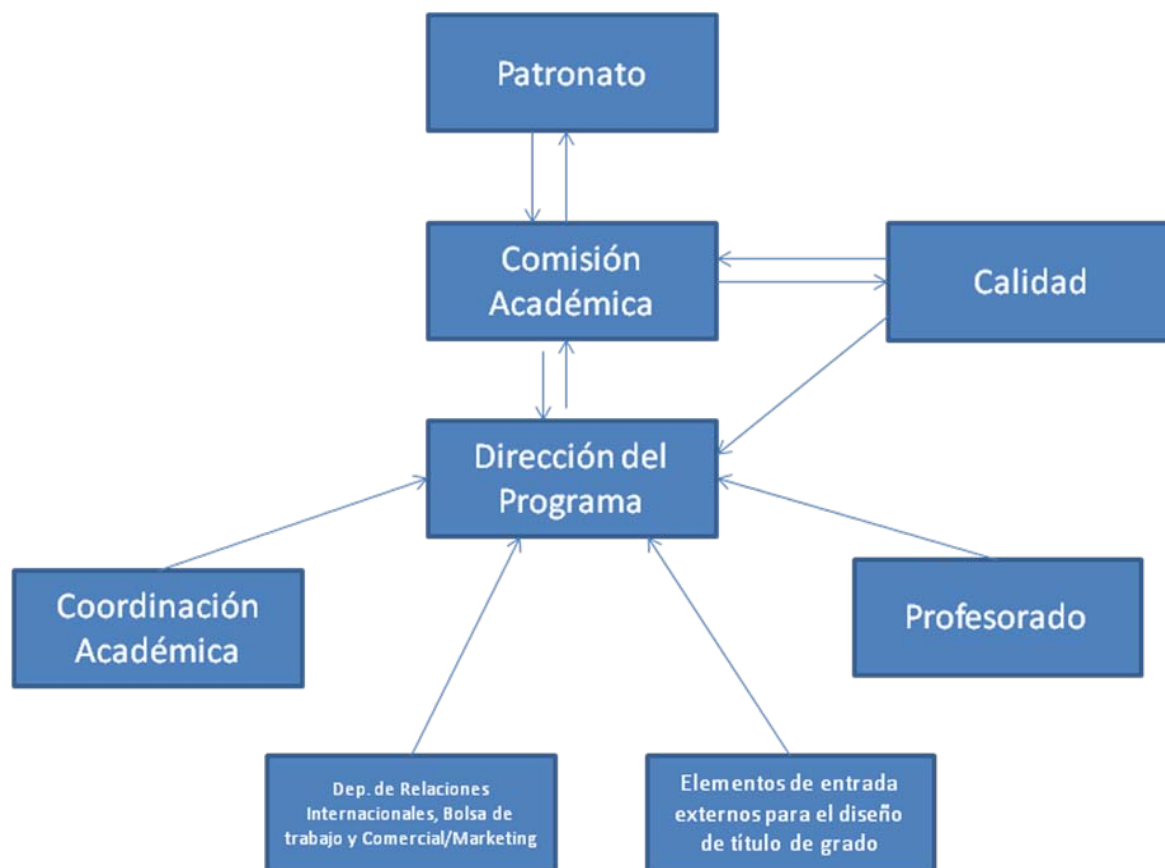 Patronato
Comisión
Académica
Calidad
Dirección del
Programa
Coordinación
Académica
Profesorado
Dep. de Relaciones
Internacionales, Bolsa de
trabajo y Comercial/Marketing
Elementos de entrada
externos para el diseño
de título de grado